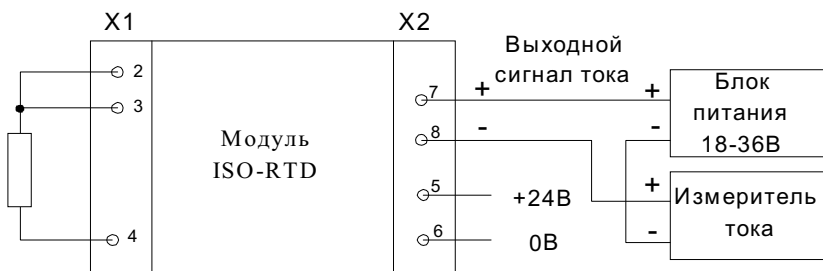 X1
X2
2
3
4
Модуль
ISO-RTD
7
8
5
6
Выходной
сигнал тока
+
-
+24В
0В
+
-
Блок
питания
18-36В
+
-
Измеритель
тока